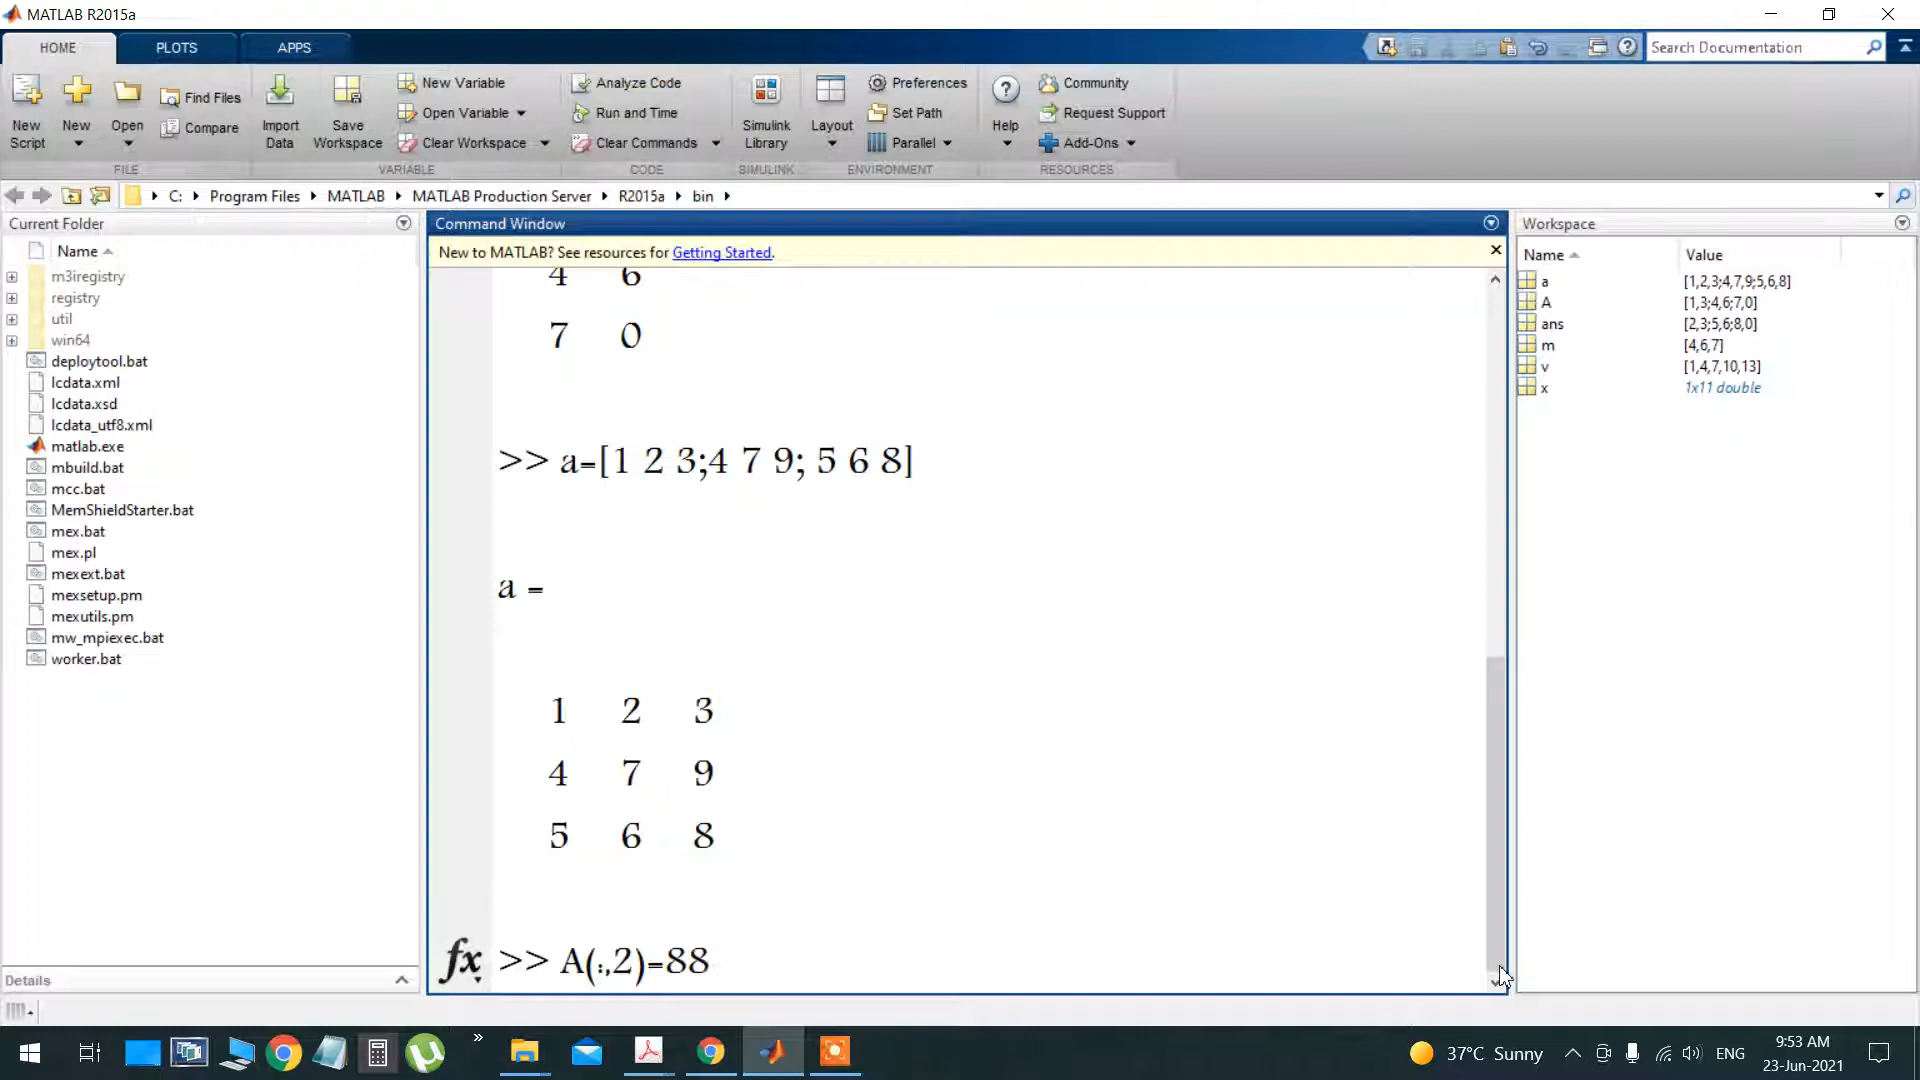 MATLAB R2015a
HOME PLOTS APPS
Search Documentation
New Script
New
Open
Find Files
Compare
Import Data
Save Workspace
New Variable
Open Variable
Clear Workspace
Analyze Code
Run and Time
Clear Commands
Simulink Library
Layout
Preferences
Set Path
Parallel
Help
Community
Request Support
Add-Ons
FILE VARIABLE CODE SIMULINK ENVIRONMENT RESOURCES
C: Program Files MATLAB MATLAB Production Server R2015a bin
Current Folder
Name
m3iregistry
registry
util
win64
deploytool.bat
lcdata.xml
lcdata.xsd
lcdata_utf8.xml
matlab.exe
mbuild.bat
mcc.bat
MemShieldStarter.bat
mex.bat
mex.pl
mexext.bat
mexsetup.pm
mexutils.pm
mw_mpiexec.bat
worker.bat
Details
Command Window
New to MATLAB? See resources for Getting Started.
4 6
7 0
>> a=[1 2 3;4 7 9; 5 6 8]
a =
1 2 3
4 7 9
5 6 8
fx >> A(:,2)=88
Workspace
Name Value
a [1,2,3;4,7,9;5,6,8]
A [1,3;4,6;7,0]
ans [2,3;5,6;8,0]
m [4,6,7]
v [1,4,7,10,13]
x 1x11 double
37°C Sunny
ENG
9:53 AM
23-Jun-2021